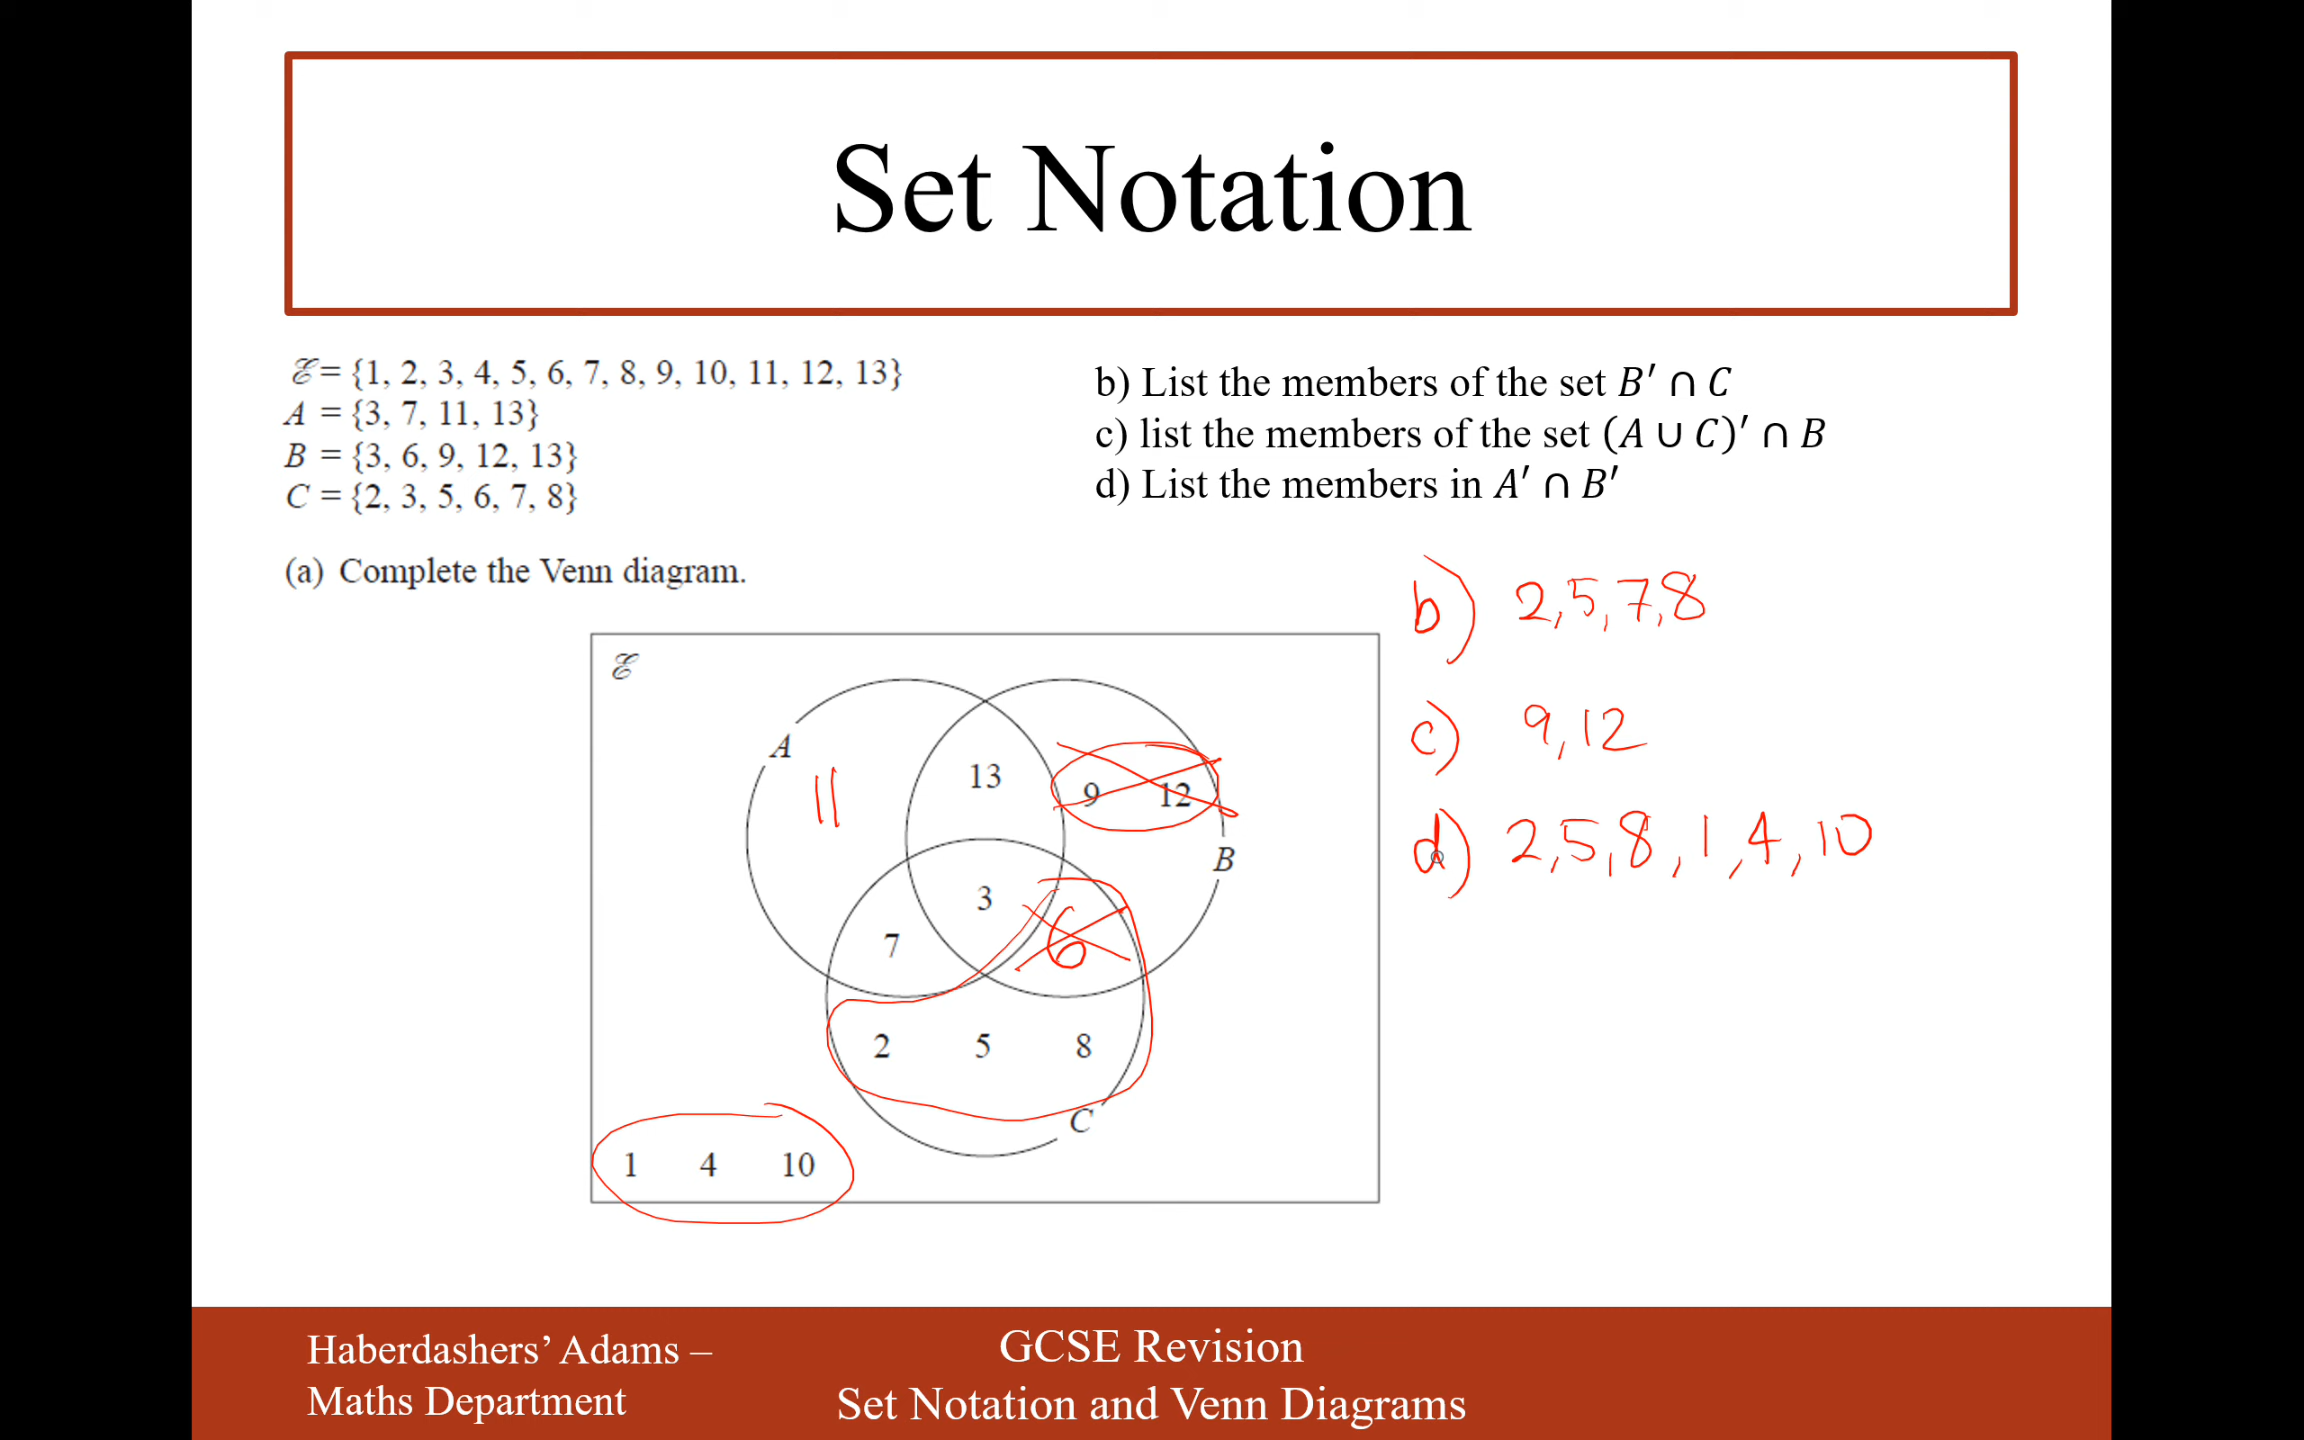 Set Notation
ℰ = {1, 2, 3, 4, 5, 6, 7, 8, 9, 10, 11, 12, 13}
A = {3, 7, 11, 13}
B = {3, 6, 9, 12, 13}
C = {2, 3, 5, 6, 7, 8}
(a) Complete the Venn diagram.
b) List the members of the set B′ ∩ C
c) list the members of the set (A ∪ C)′ ∩ B
d) List the members in A′ ∩ B′
ℰ
A
11
13
9 12
B
3
7
6
2 5 8
C
1 4 10
b) 2,5,7,8
c) 9,12
d) 2,5,8,1,4,10
Haberdashers’ Adams –
Maths Department
GCSE Revision
Set Notation and Venn Diagrams